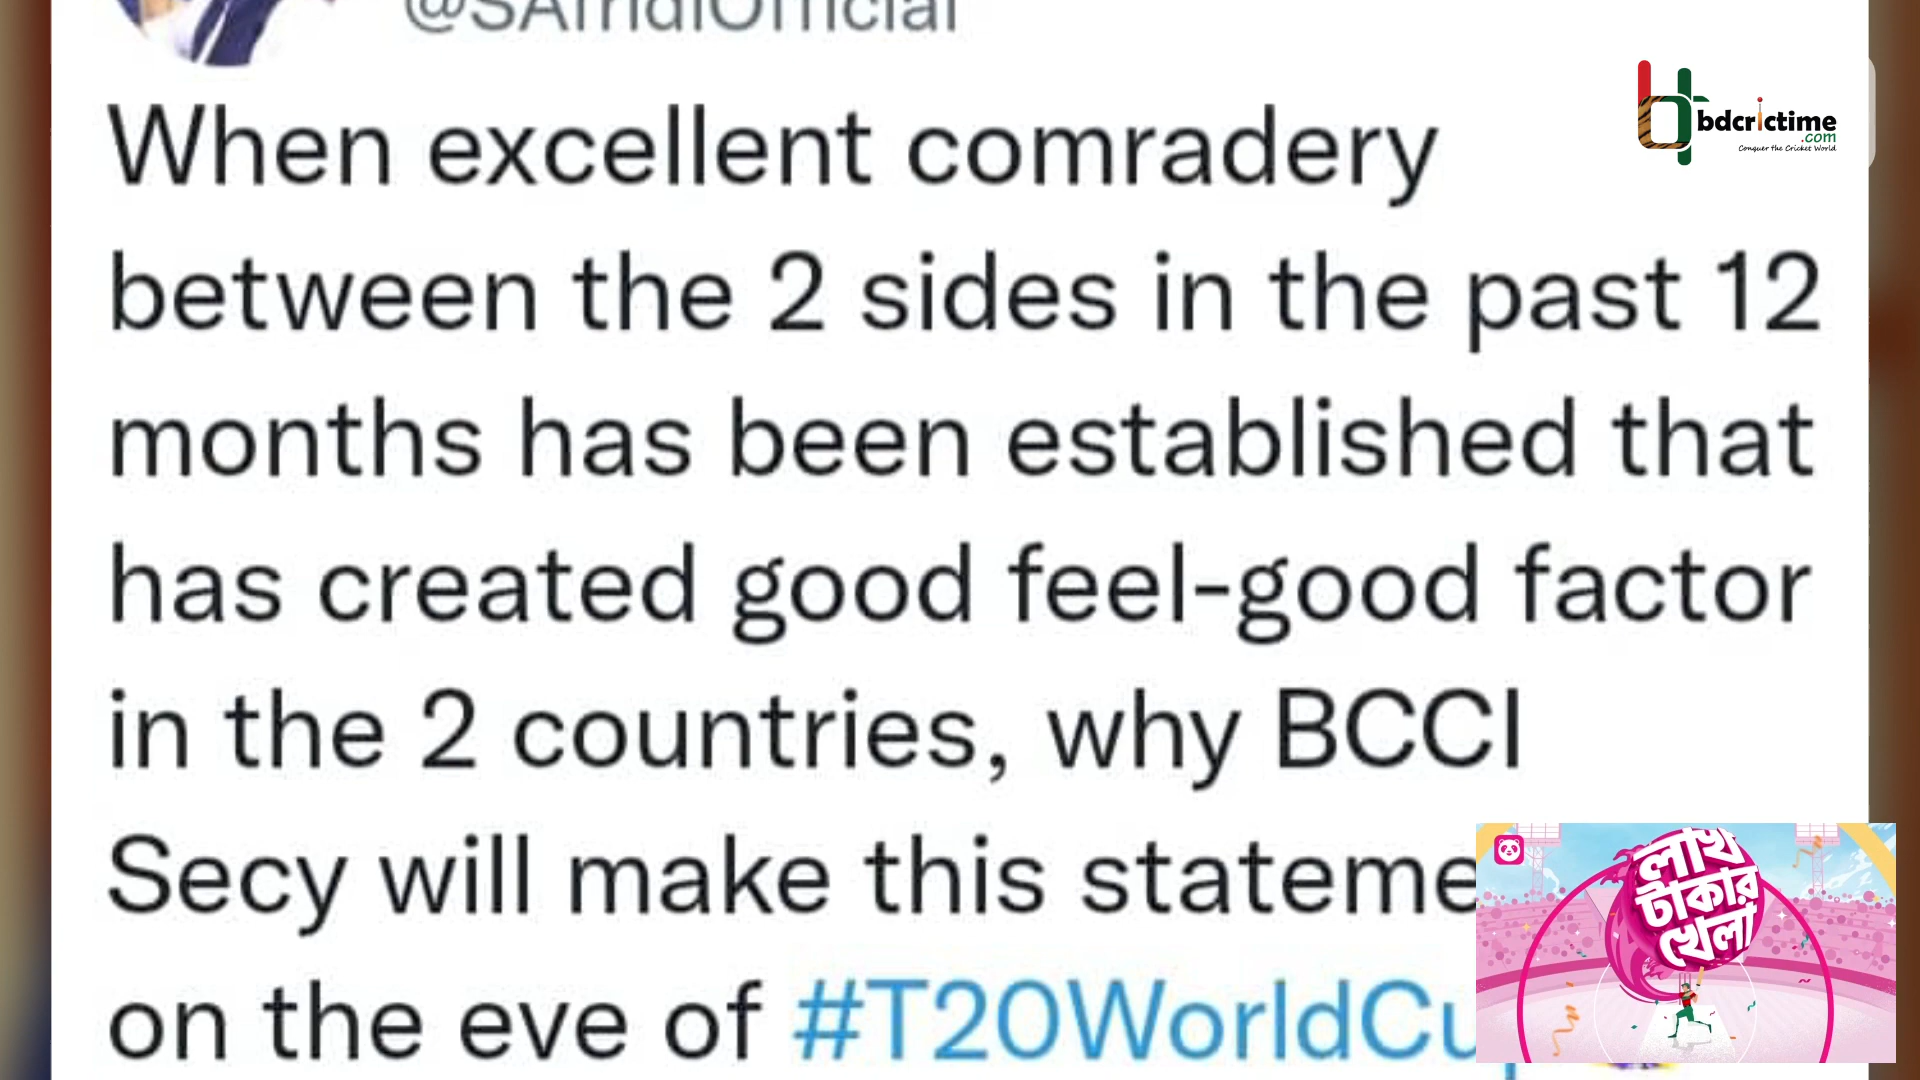 @SAfridiOfficial
When excellent comradery
between the 2 sides in the past 12
months has been established that
has created good feel-good factor
in the 2 countries, why BCCI
Secy will make this stateme
on the eve of #T20WorldCu
bdcrictime
.com
Conquer the Cricket World
লাখ
টাকার
খেলা